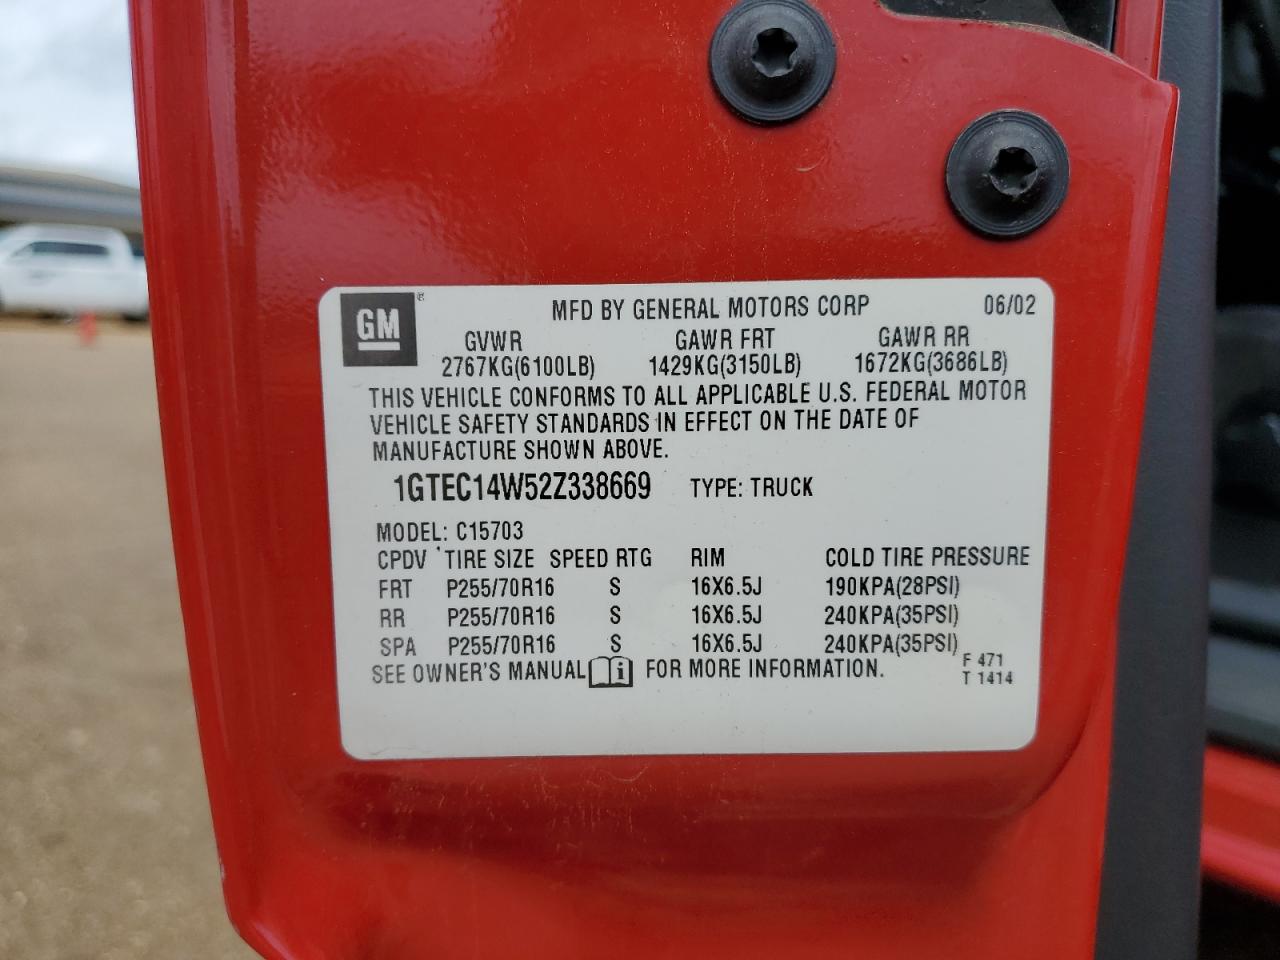 GM ® MFD BY GENERAL MOTORS CORP 06/02
GVWR GAWR FRT GAWR RR
2767KG(6100LB) 1429KG(3150LB) 1672KG(3686LB)
THIS VEHICLE CONFORMS TO ALL APPLICABLE U.S. FEDERAL MOTOR
VEHICLE SAFETY STANDARDS IN EFFECT ON THE DATE OF
MANUFACTURE SHOWN ABOVE.
1GTEC14W52Z338669 TYPE: TRUCK
MODEL: C15703
CPDV TIRE SIZE SPEED RTG RIM COLD TIRE PRESSURE
FRT P255/70R16 S 16X6.5J 190KPA(28PSI)
RR P255/70R16 S 16X6.5J 240KPA(35PSI)
SPA P255/70R16 S 16X6.5J 240KPA(35PSI)
SEE OWNER'S MANUAL i FOR MORE INFORMATION.
F 471
T 1414